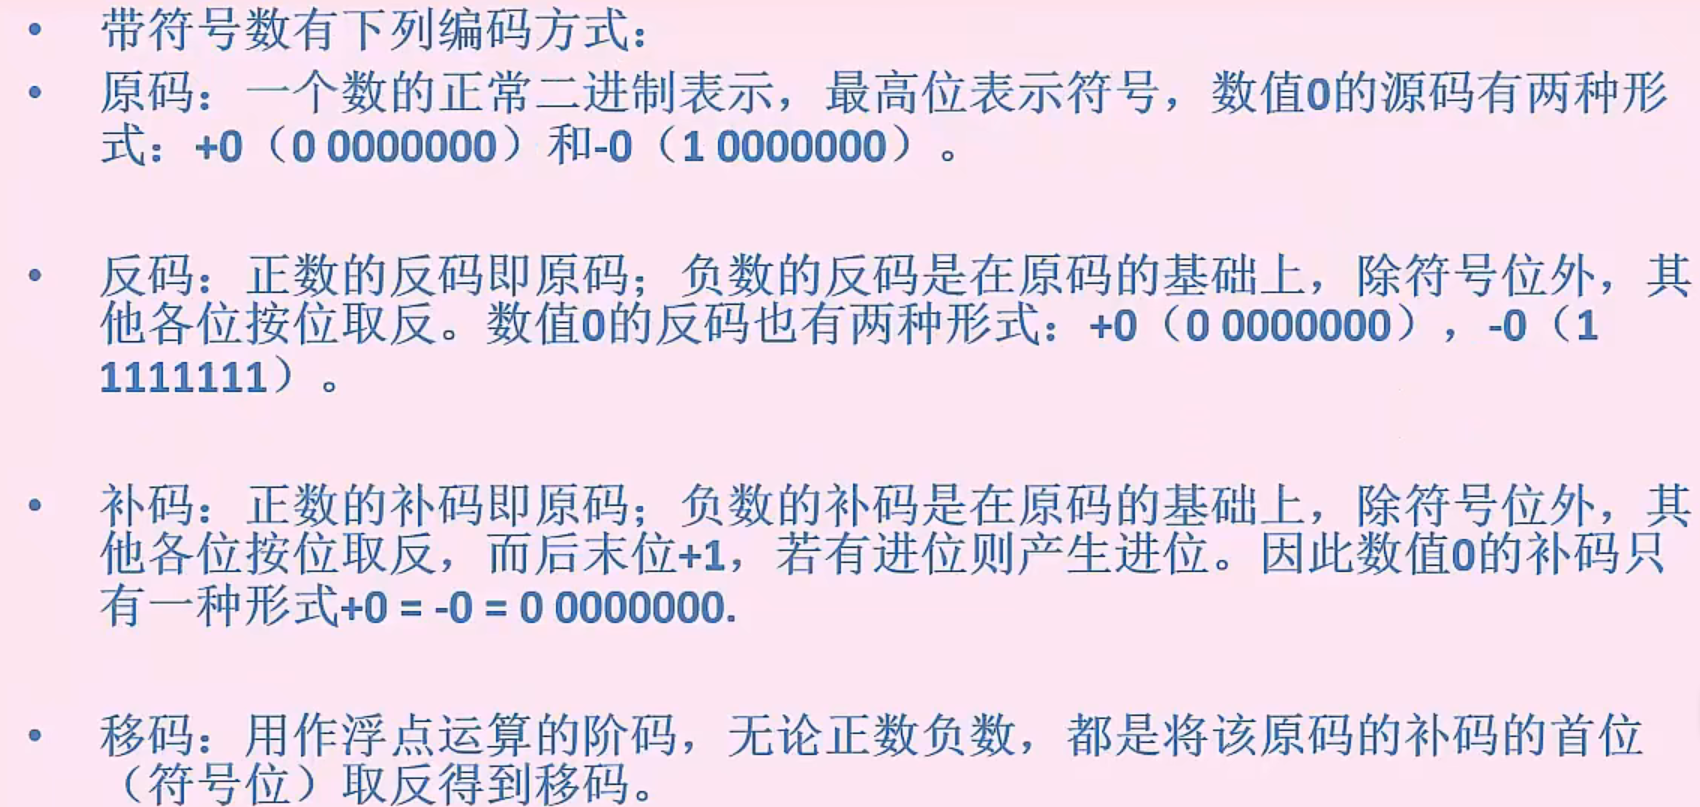 • 带符号数有下列编码方式：
• 原码：一个数的正常二进制表示，最高位表示符号，数值0的源码有两种形
式：+0（0 0000000）和-0（1 0000000）。
• 反码：正数的反码即原码；负数的反码是在原码的基础上，除符号位外，其
他各位按位取反。数值0的反码也有两种形式：+0（0 0000000），-0（1
1111111）。
• 补码：正数的补码即原码；负数的补码是在原码的基础上，除符号位外，其
他各位按位取反，而后末位+1，若有进位则产生进位。因此数值0的补码只
有一种形式+0 = -0 = 0 0000000.
• 移码：用作浮点运算的阶码，无论正数负数，都是将该原码的补码的首位
（符号位）取反得到移码。